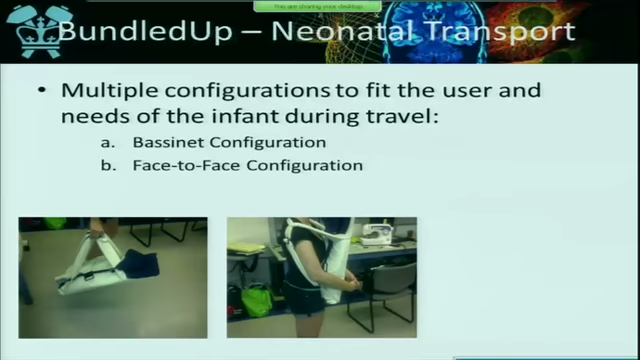 You are sharing your desktop
BundledUp – Neonatal Transport
• Multiple configurations to fit the user and
needs of the infant during travel:
a. Bassinet Configuration
b. Face-to-Face Configuration